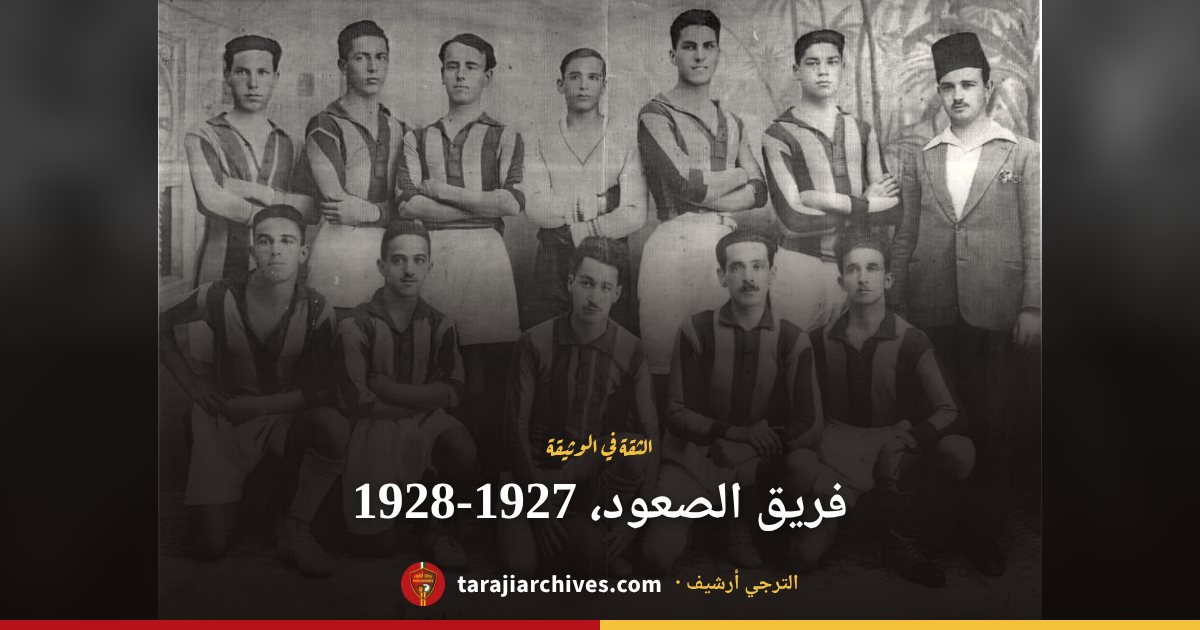 الثقة في الوثيقة
فريق الصعود، 1927-1928
tarajiarchives.com · الترجي أرشيف